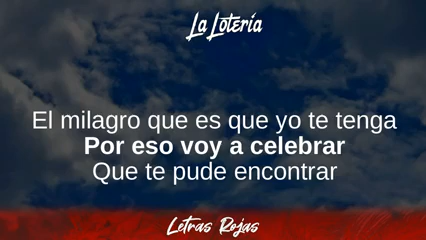 La Lotería
El milagro que es que yo te tenga
Por eso voy a celebrar
Que te pude encontrar
Letras Rojas